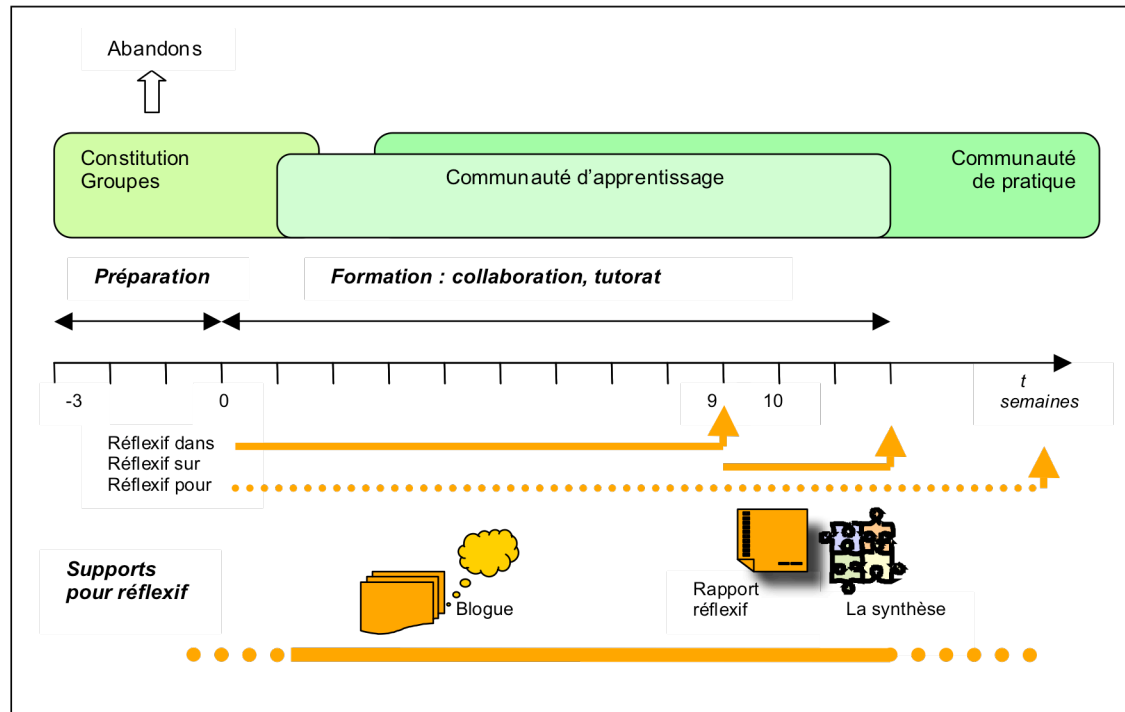 Abandons
Constitution
Groupes
Communauté d'apprentissage
Communauté
de pratique
Préparation
Formation : collaboration, tutorat
-3
0
9
10
t
semaines
Réflexif dans
Réflexif sur
Réflexif pour
Supports
pour réflexif
Blogue
Rapport
réflexif
La synthèse